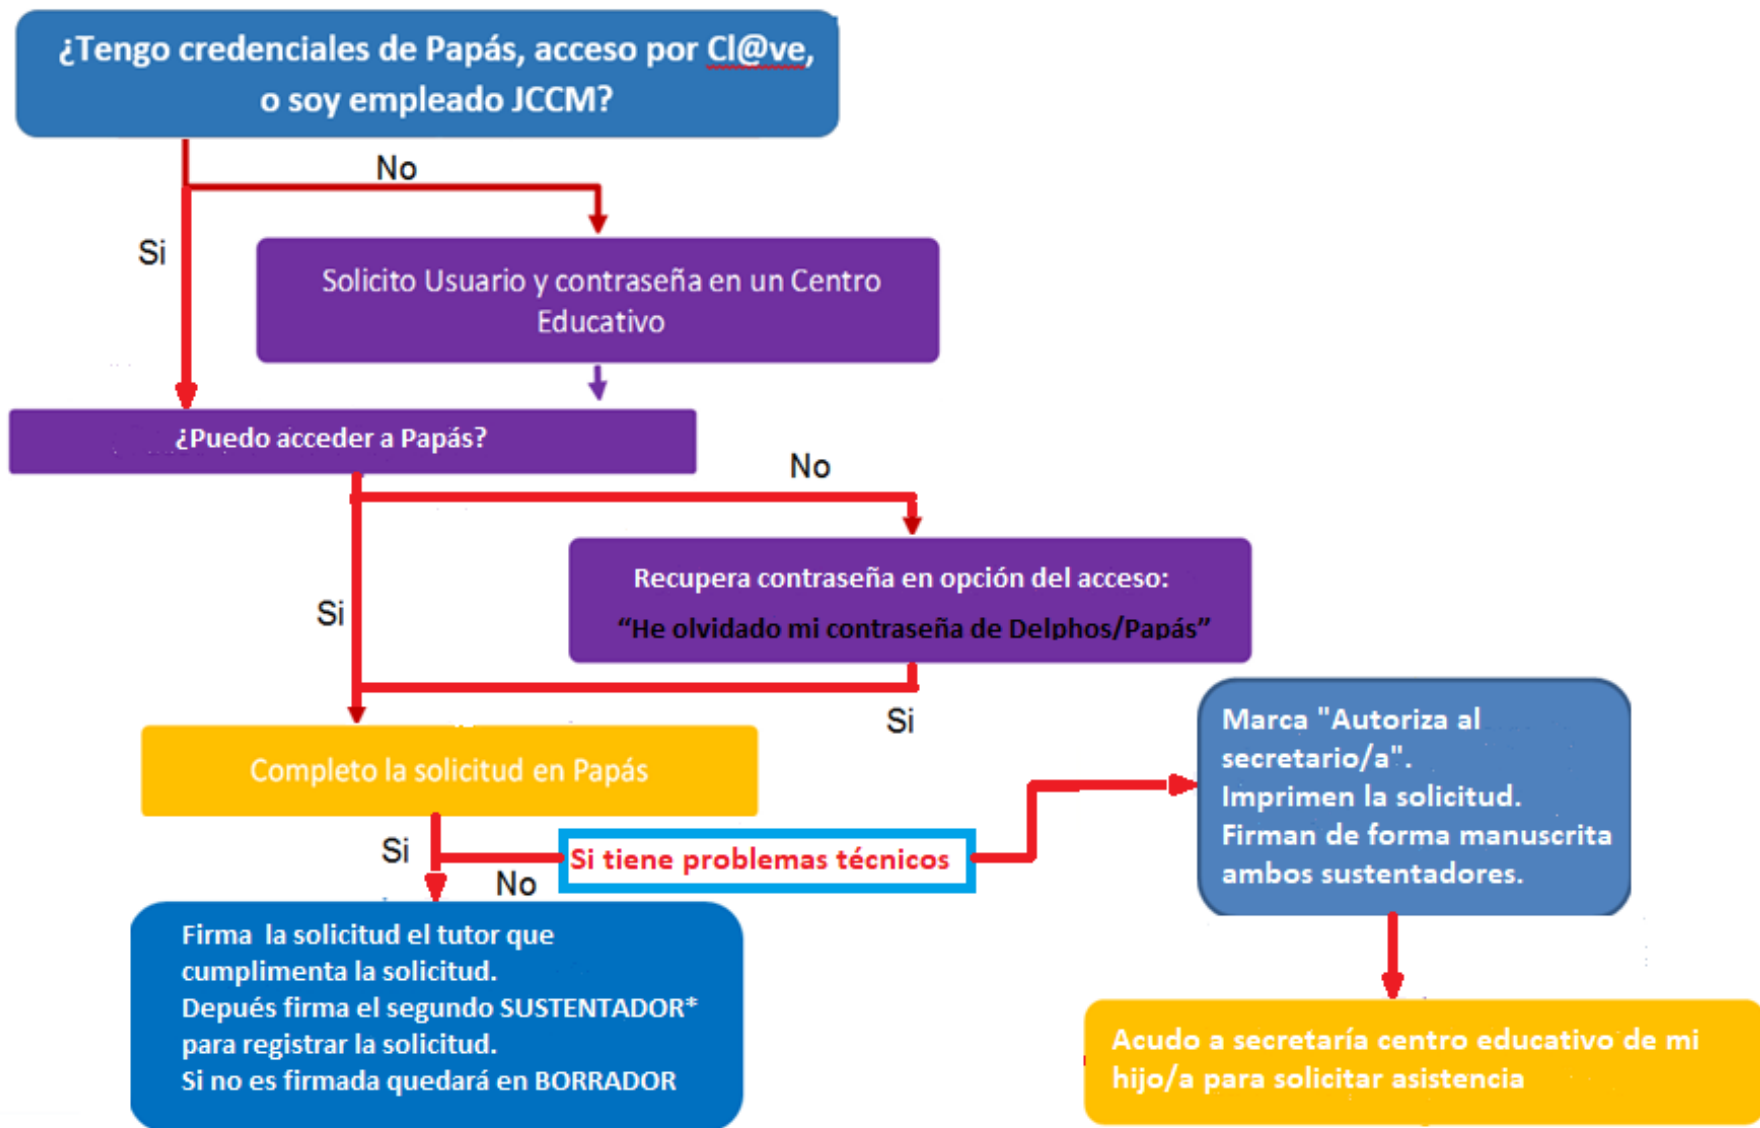 ¿Tengo credenciales de Papás, acceso por Cl@ve,
o soy empleado JCCM?
No
Si
Solicito Usuario y contraseña en un Centro
Educativo
¿Puedo acceder a Papás?
No
Si
Recupera contraseña en opción del acceso:
“He olvidado mi contraseña de Delphos/Papás”
Si
Completo la solicitud en Papás
Si
No
Si tiene problemas técnicos
Marca "Autoriza al
secretario/a".
Imprimen la solicitud.
Firman de forma manuscrita
ambos sustentadores.
Firma la solicitud el tutor que
cumplimenta la solicitud.
Depués firma el segundo SUSTENTADOR*
para registrar la solicitud.
Si no es firmada quedará en BORRADOR
Acudo a secretaría centro educativo de mi
hijo/a para solicitar asistencia